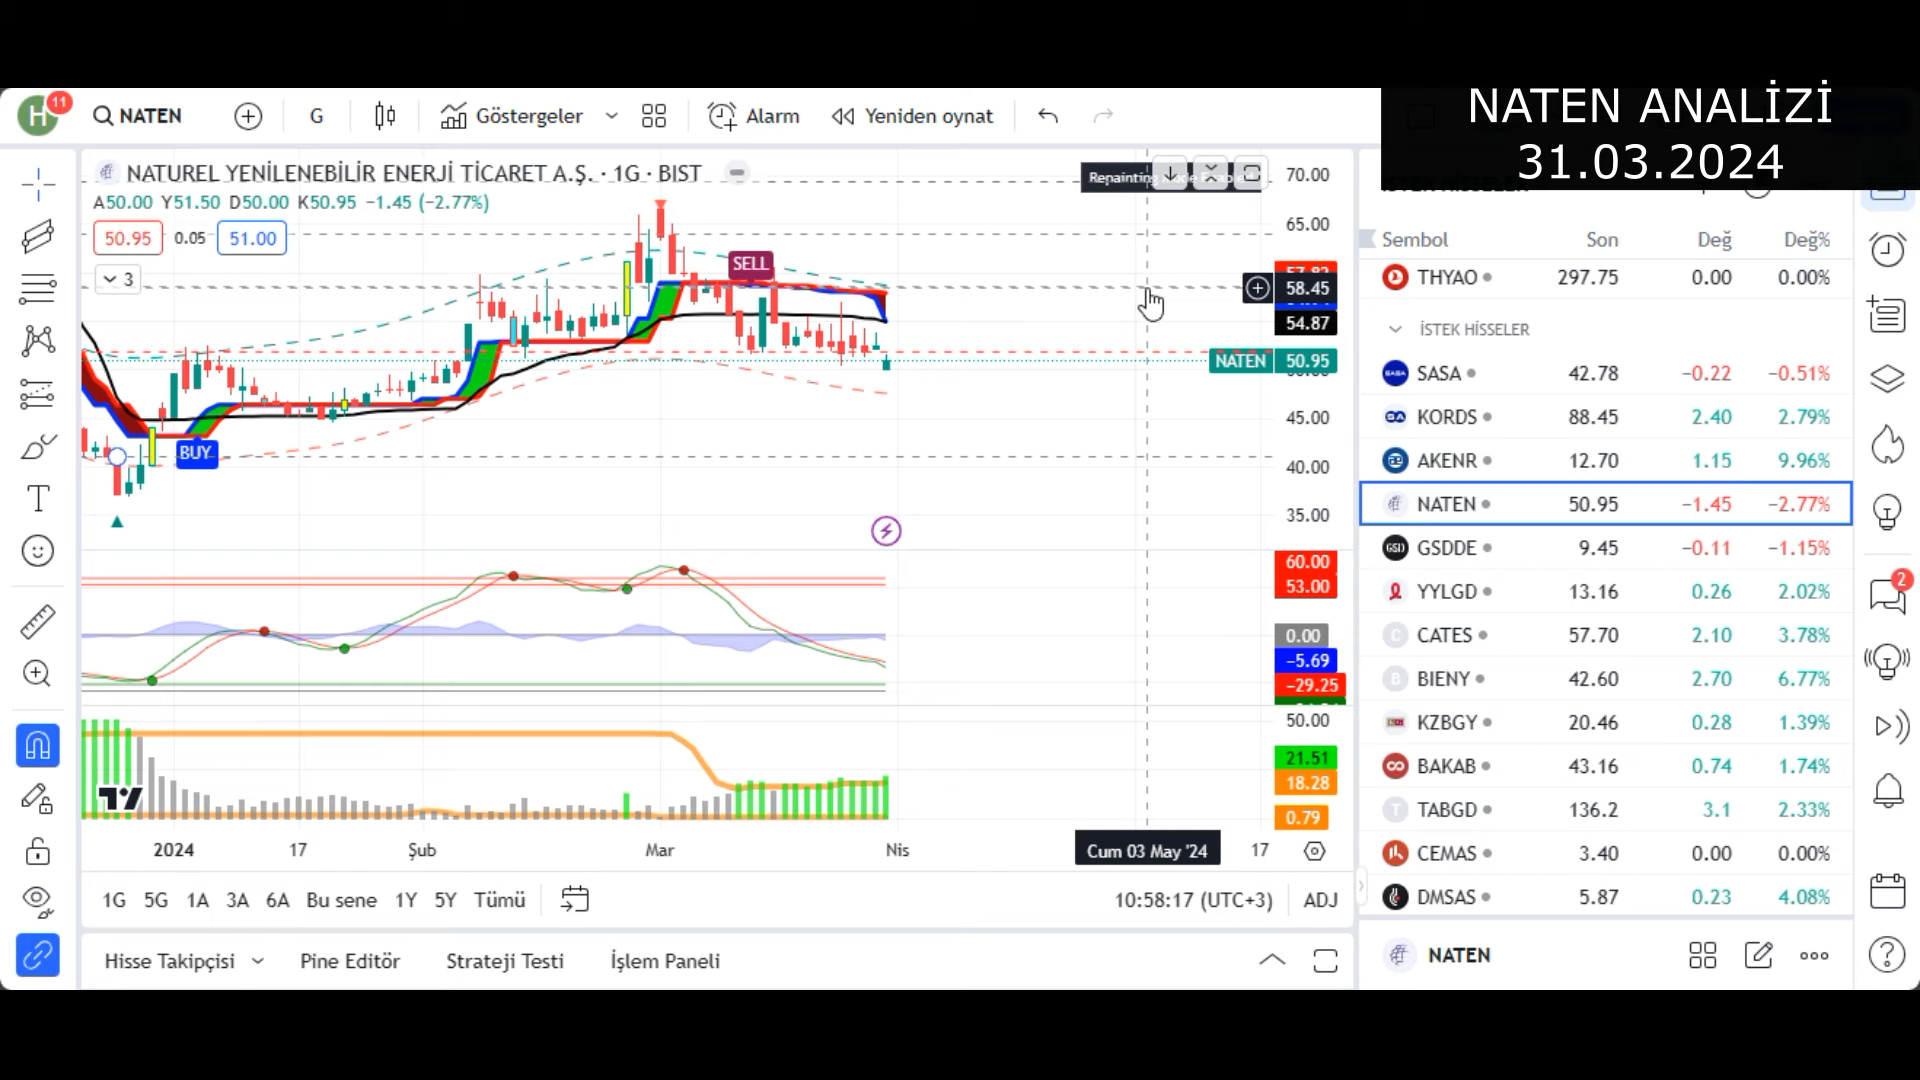 NATEN ANALİZİ
31.03.2024
H
11
NATEN
G
Göstergeler
Alarm
Yeniden oynat
NATUREL YENİLENEBİLİR ENERJİ TİCARET A.Ş. · 1G · BIST
Repainting
A50.00 Y51.50 D50.00 K50.95 −1.45 (−2.77%)
50.95
0.05
51.00
3
SELL
BUY
70.00
65.00
58.45
54.87
NATEN
50.95
45.00
40.00
35.00
60.00
53.00
0.00
−5.69
−29.25
50.00
21.51
18.28
0.79
2024
17
Şub
Mar
Nis
Cum 03 May '24
17
1G 5G 1A 3A 6A Bu sene 1Y 5Y Tümü
10:58:17 (UTC+3)
ADJ
Hisse Takipçisi
Pine Editör
Strateji Testi
İşlem Paneli
Sembol Son Değ Değ%
THYAO 297.75 0.00 0.00%
İSTEK HİSSELER
SASA 42.78 −0.22 −0.51%
KORDS 88.45 2.40 2.79%
AKENR 12.70 1.15 9.96%
NATEN 50.95 −1.45 −2.77%
GSDDE 9.45 −0.11 −1.15%
YYLGD 13.16 0.26 2.02%
CATES 57.70 2.10 3.78%
BIENY 42.60 2.70 6.77%
KZBGY 20.46 0.28 1.39%
BAKAB 43.16 0.74 1.74%
TABGD 136.2 3.1 2.33%
CEMAS 3.40 0.00 0.00%
DMSAS 5.87 0.23 4.08%
NATEN
2